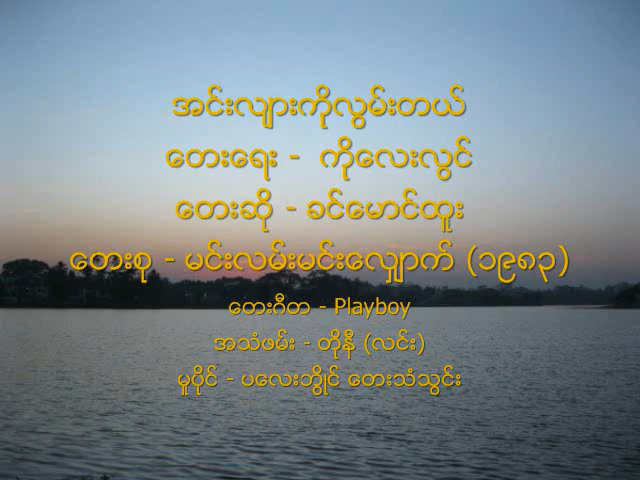 အင်းလျားကိုလွမ်းတယ်
တေးရေး - ကိုလေးလွင်
တေးဆို - ခင်မောင်ထူး
တေးစု - မင်းလမ်းမင်းလျှောက် (၁၉၈၃)
တေးဂီတ - Playboy
အသံဖမ်း - တိုနီ (လင်း)
မူပိုင် - ပလေးဘွိုင် တေးသံသွင်း